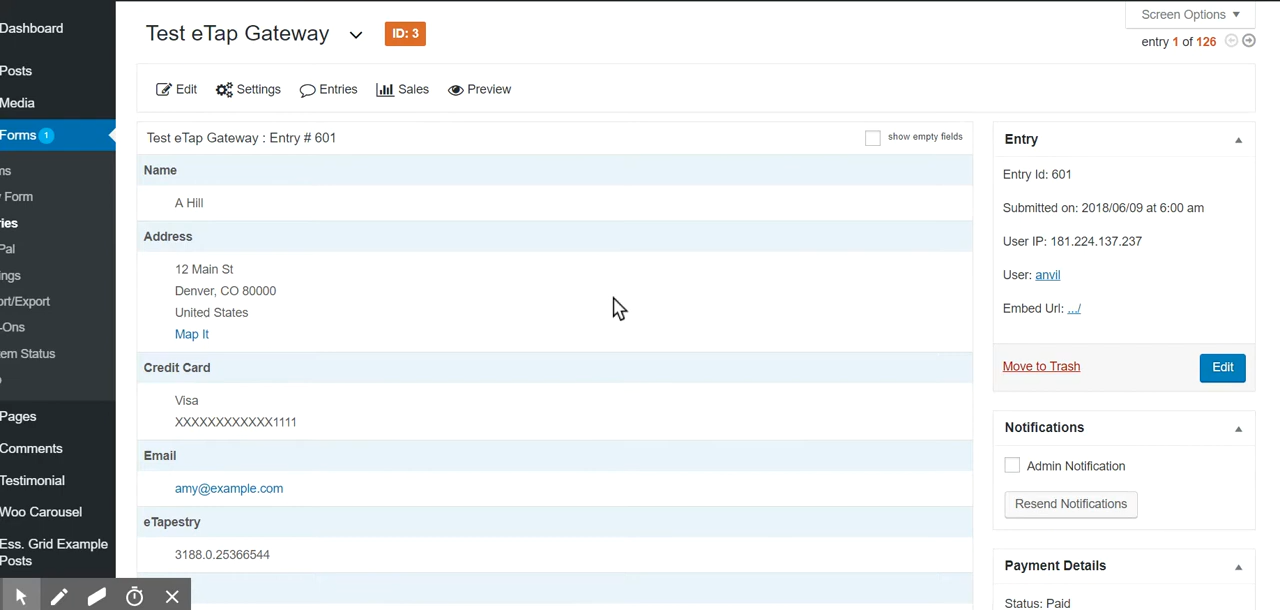 Screen Options
Test eTap Gateway
ID: 3
entry 1 of 126
Dashboard
Posts
Media
Forms 1
ms
Form
ries
Pal
ngs
ort/Export
-Ons
em Status
Pages
Comments
Testimonial
Woo Carousel
Ess. Grid Example
Posts
Edit Settings Entries Sales Preview
Test eTap Gateway : Entry # 601
show empty fields
Name
A Hill
Address
12 Main St
Denver, CO 80000
United States
Map It
Credit Card
Visa
XXXXXXXXXXXX1111
Email
amy@example.com
eTapestry
3188.0.25366544
Entry
Entry Id: 601
Submitted on: 2018/06/09 at 6:00 am
User IP: 181.224.137.237
User: anvil
Embed Url: .../
Move to Trash
Edit
Notifications
Admin Notification
Resend Notifications
Payment Details
Status: Paid